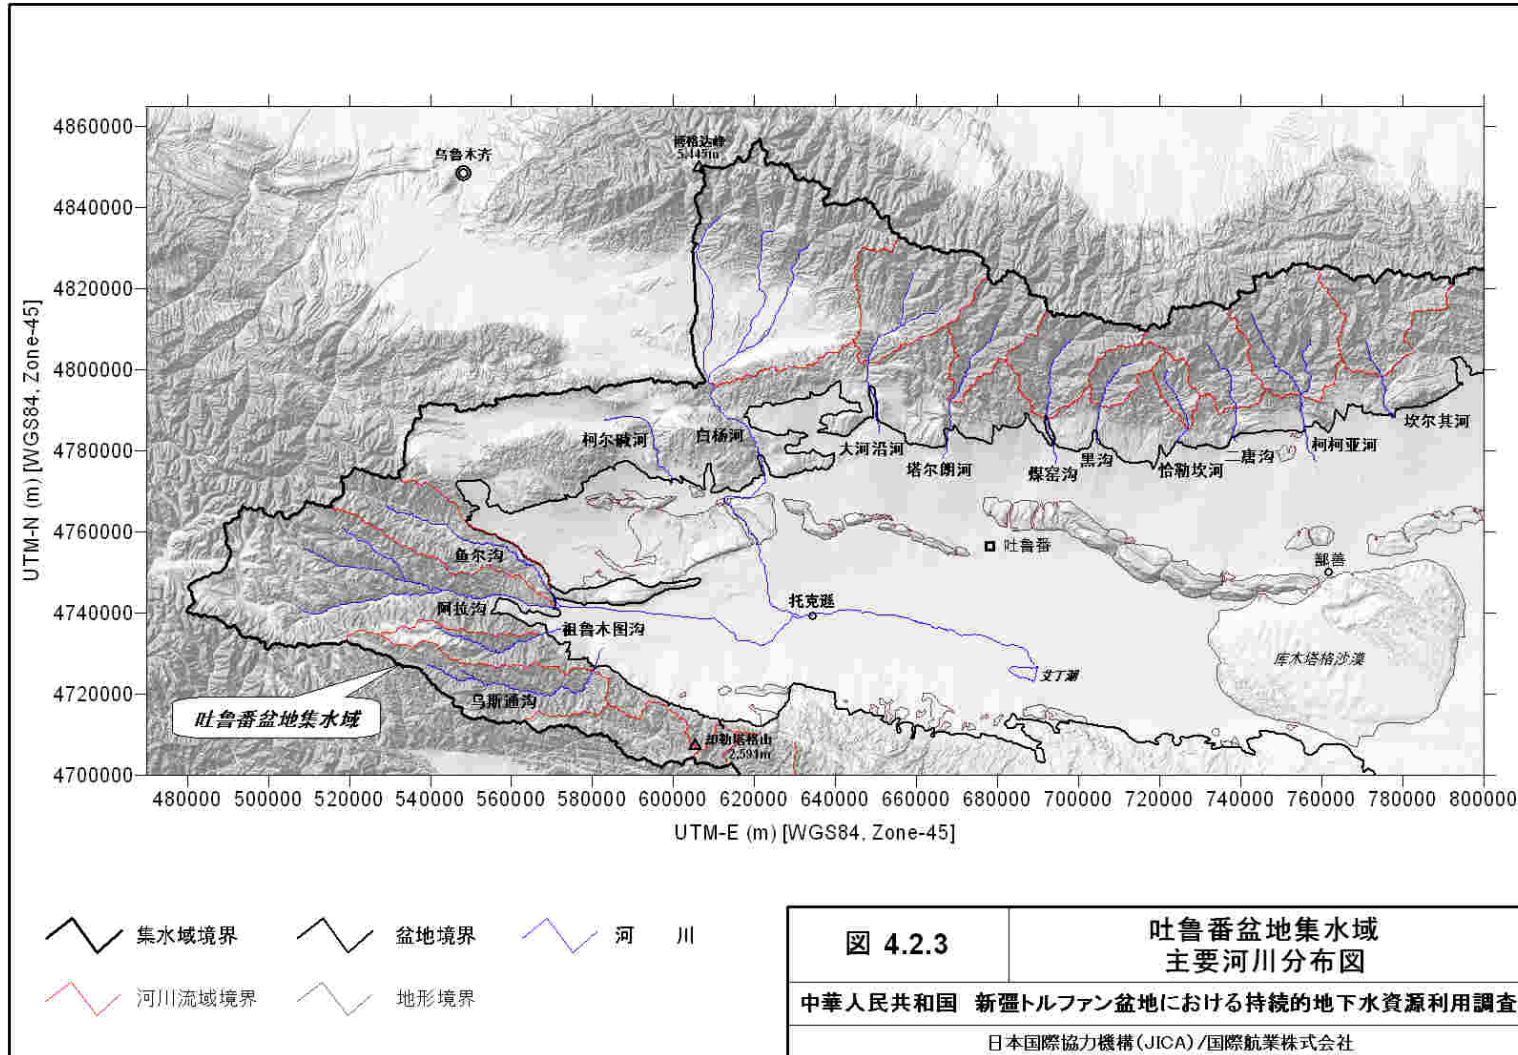 4860000
4840000
4820000
4800000
4780000
4760000
4740000
4720000
4700000
UTM-N (m) [WGS84, Zone-45]
乌鲁木齐
博格达峰
5,445m
柯尔碱河
白杨河
大河沿河
塔尔朗河
煤窑沟
黑沟
恰勒坎河
二唐沟
柯柯亚河
坎尔其河
鱼尔沟
阿拉沟
祖鲁木图沟
乌斯通沟
吐鲁番
鄯善
托克逊
艾丁湖
库木塔格沙漠
吐鲁番盆地集水域
却勒塔格山
2,591m
480000 500000 520000 540000 560000 580000 600000 620000 640000 660000 680000 700000 720000 740000 760000 780000 800000
UTM-E (m) [WGS84, Zone-45]
集水域境界 盆地境界 河 川
河川流域境界 地形境界
図 4.2.3
吐鲁番盆地集水域
主要河川分布図
中華人民共和国 新疆トルファン盆地における持続的地下水資源利用調査
日本国際協力機構(JICA)/国際航業株式会社